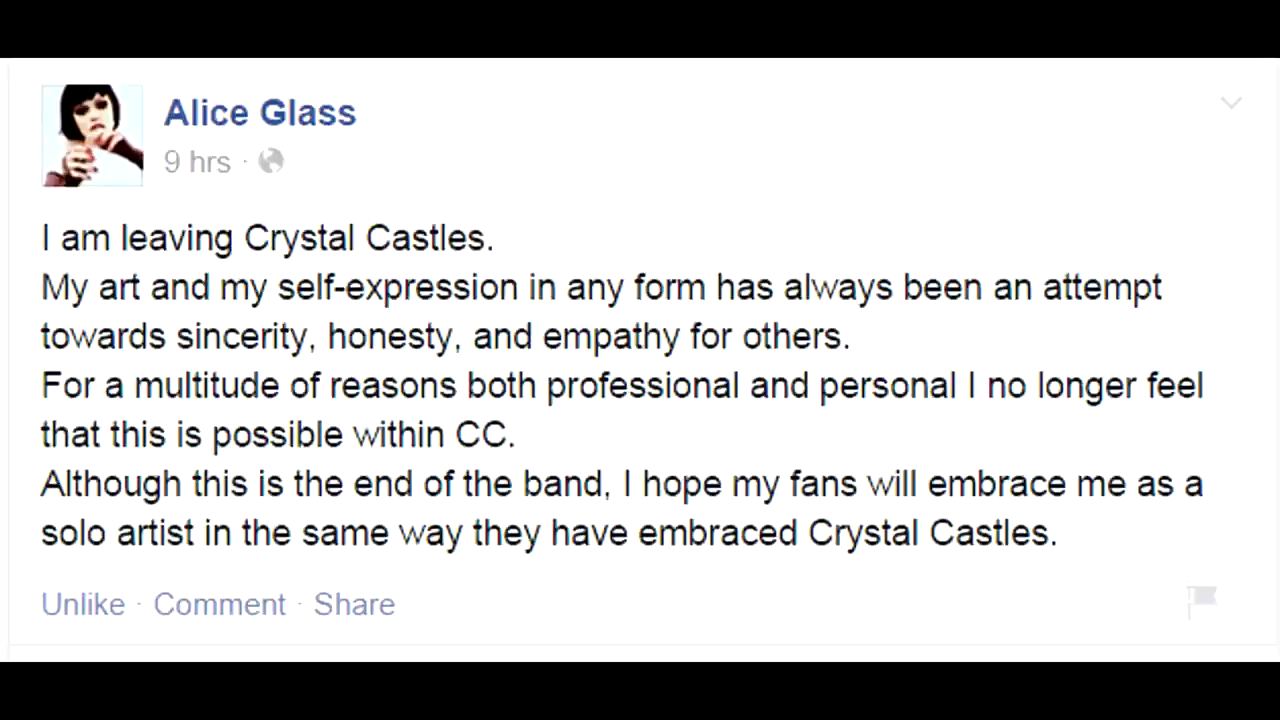 Alice Glass
9 hrs ·
I am leaving Crystal Castles.
My art and my self-expression in any form has always been an attempt
towards sincerity, honesty, and empathy for others.
For a multitude of reasons both professional and personal I no longer feel
that this is possible within CC.
Although this is the end of the band, I hope my fans will embrace me as a
solo artist in the same way they have embraced Crystal Castles.
Unlike · Comment · Share